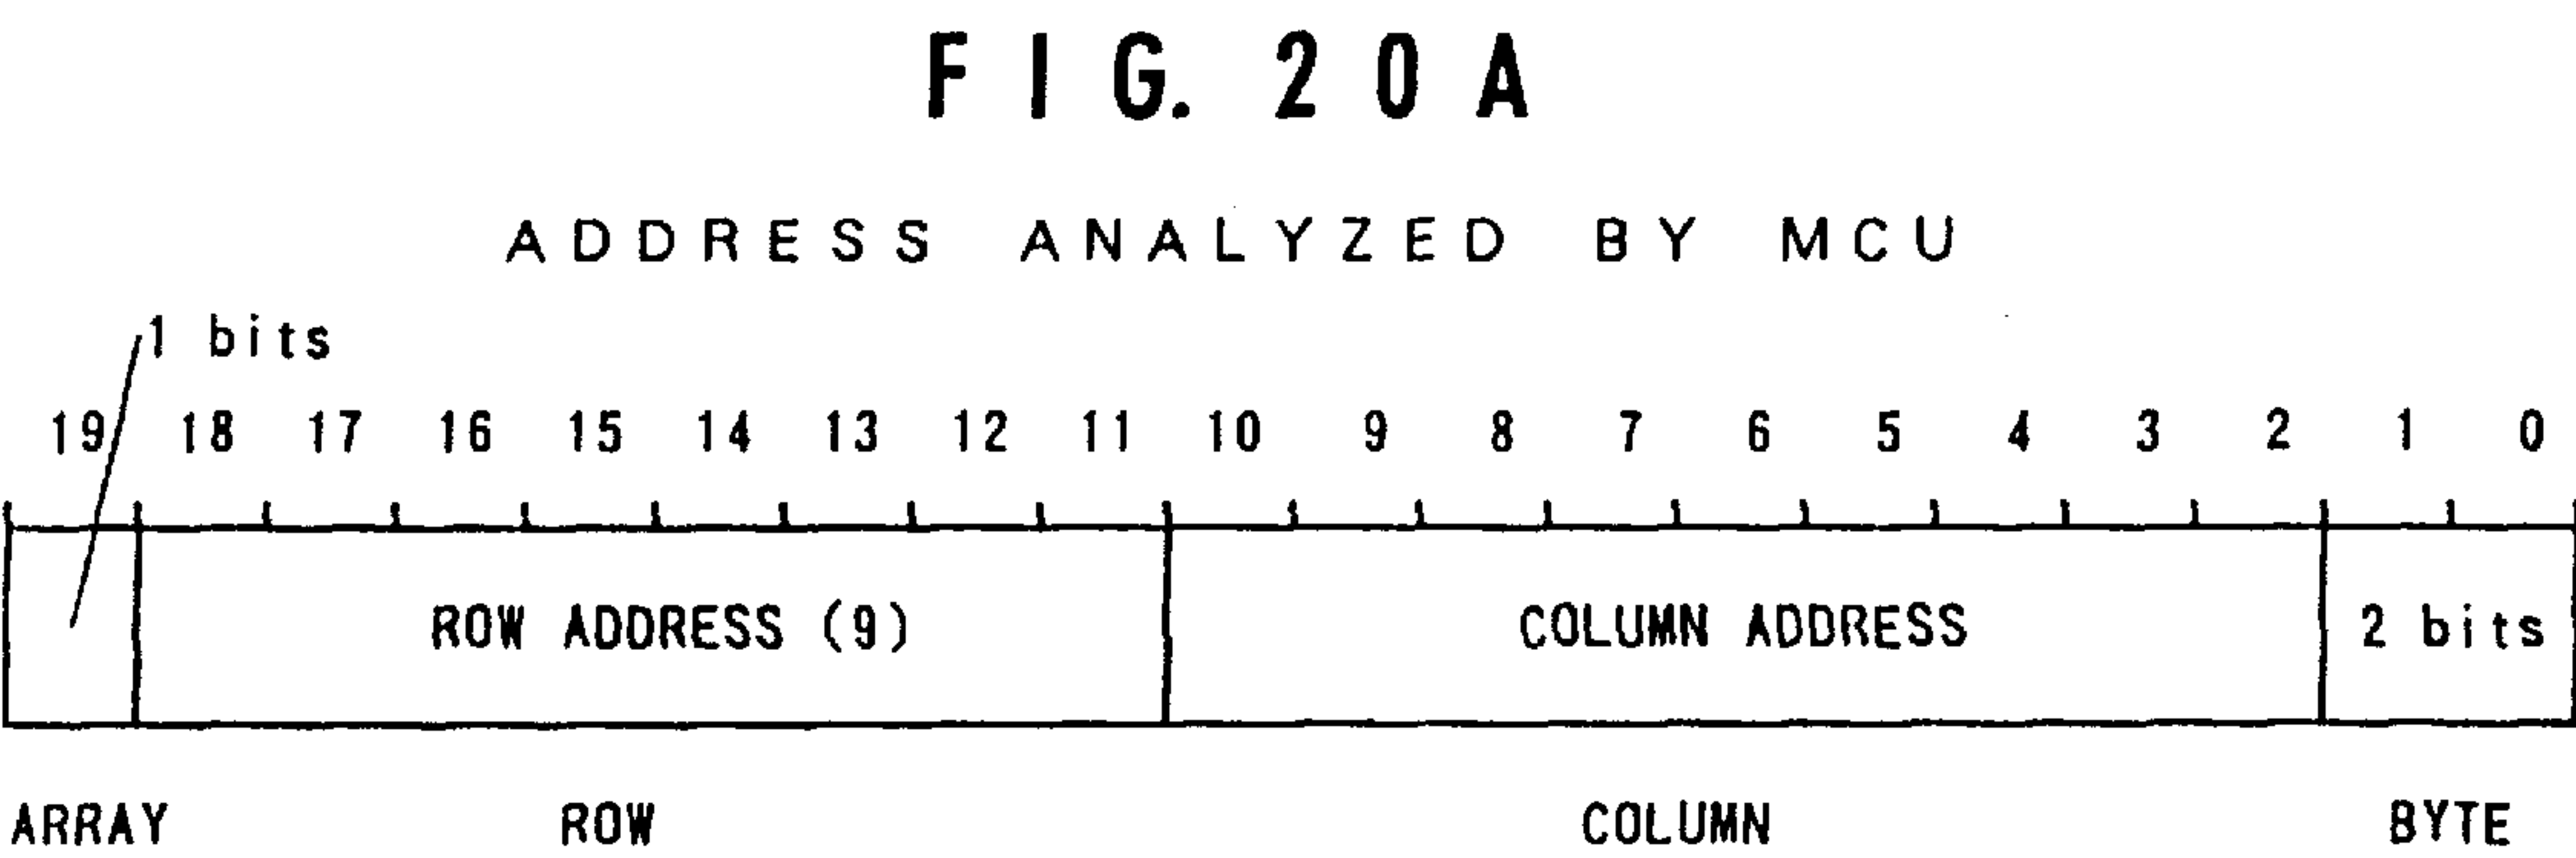 FIG. 20A
ADDRESS ANALYZED BY MCU
1 bits
19 18 17 16 15 14 13 12 11 10 9 8 7 6 5 4 3 2 1 0
ROW ADDRESS (9) COLUMN ADDRESS 2 bits
ARRAY ROW COLUMN BYTE